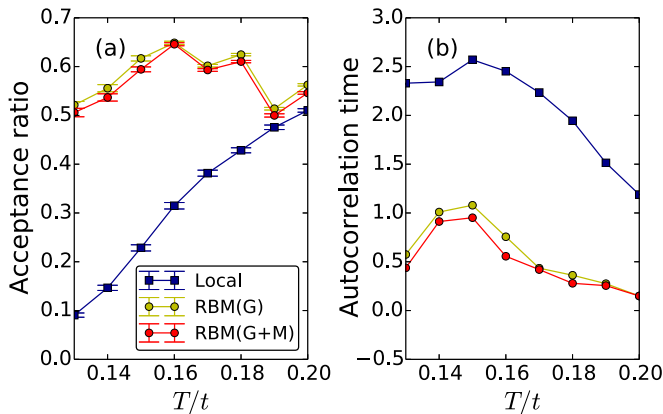 (a)
Acceptance ratio
0.7
0.6
0.5
0.4
0.3
0.2
0.1
0.0
Local
RBM(G)
RBM(G+M)
0.14 0.16 0.18 0.20
T/t
(b)
Autocorrelation time
3.0
2.5
2.0
1.5
1.0
0.5
0.0
−0.5
0.14 0.16 0.18 0.20
T/t